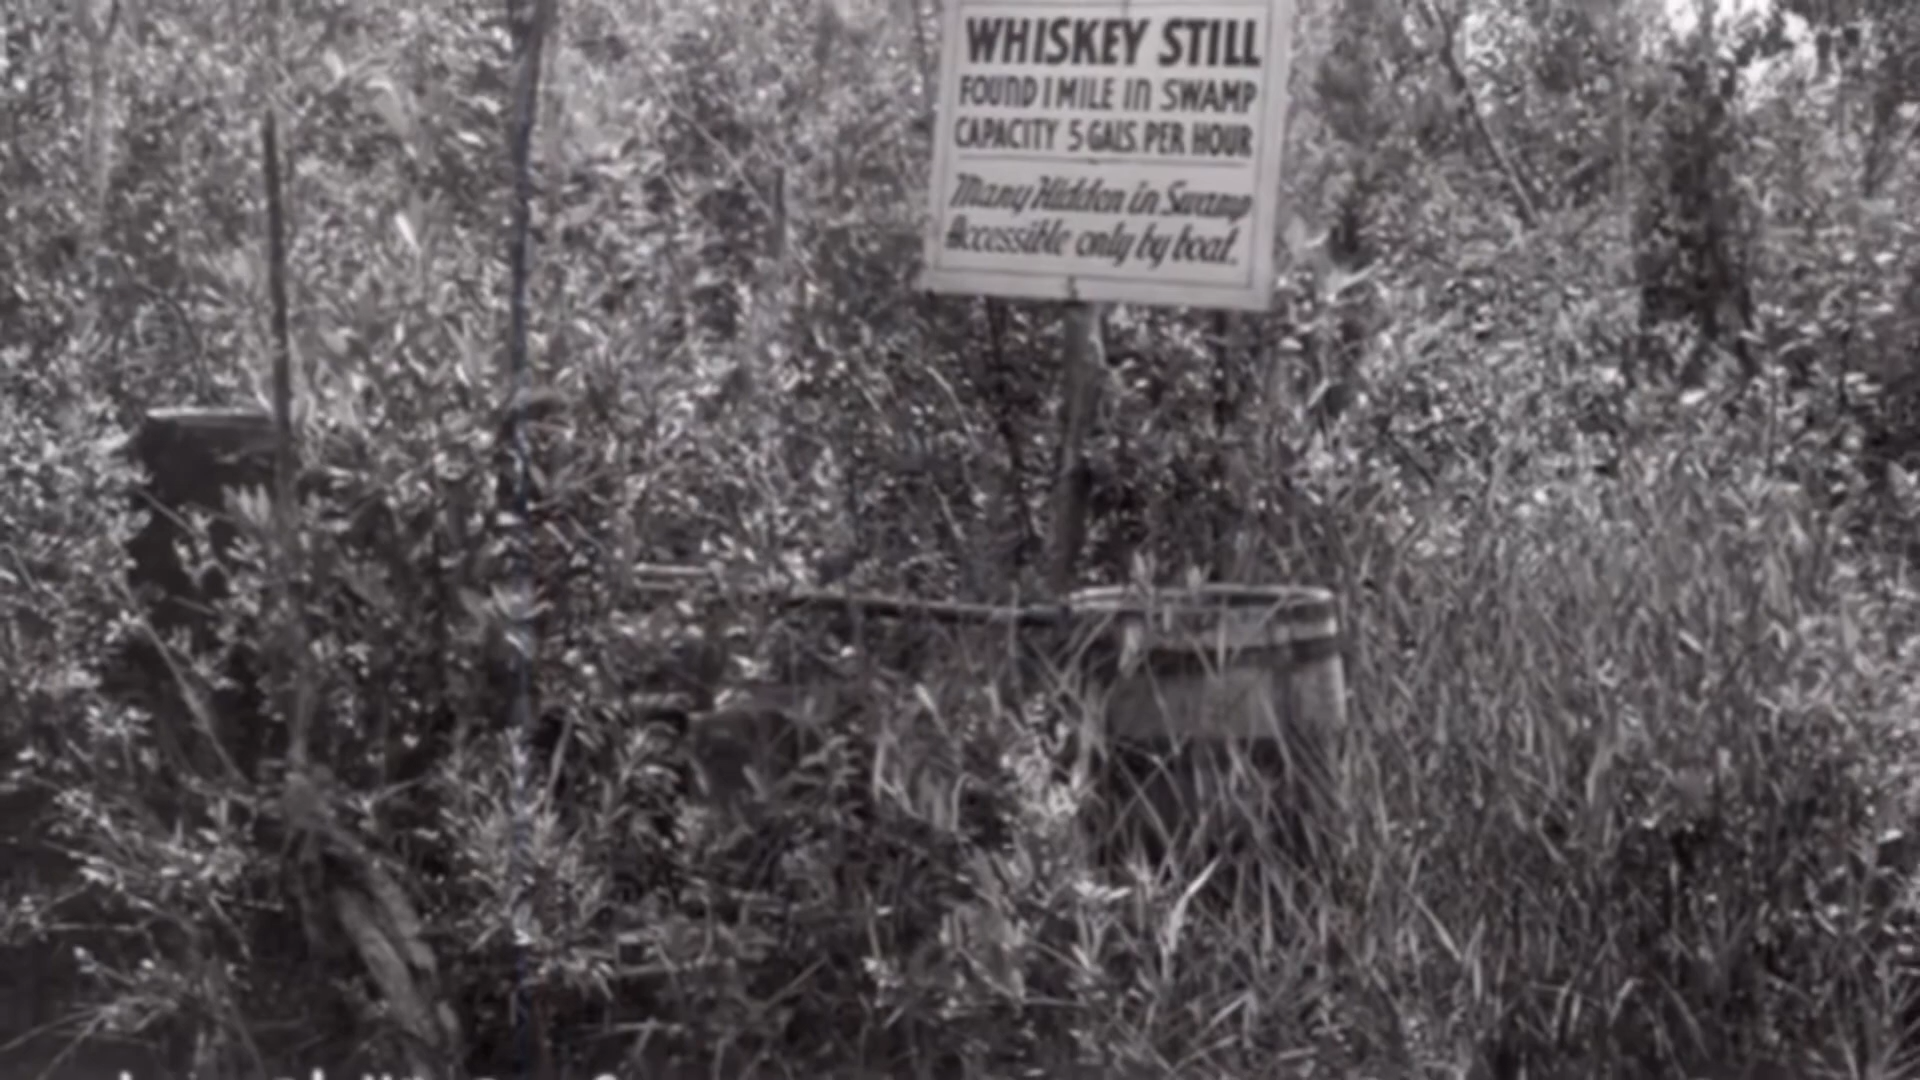 WHISKEY STILL
FOUND 1 MILE IN SWAMP
CAPACITY 5 GALS. PER HOUR
Many Hidden in Swamp
Accessible only by boat.